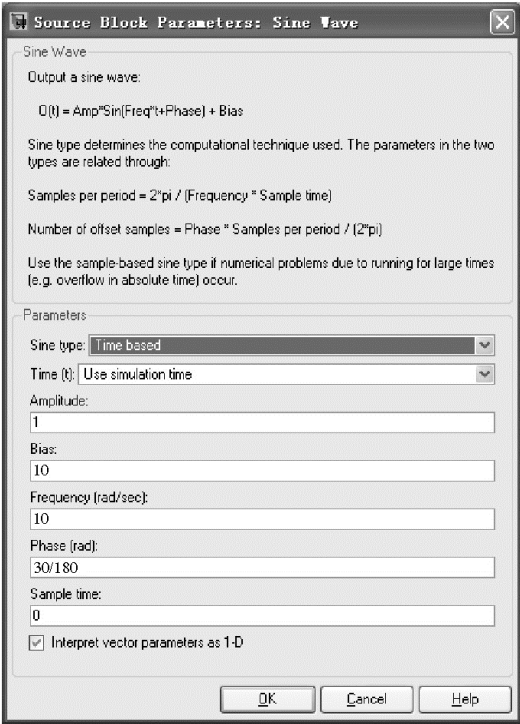 Source Block Parameters: Sine Wave
Sine Wave
Output a sine wave:
O(t) = Amp*Sin(Freq*t+Phase) + Bias
Sine type determines the computational technique used. The parameters in the two
types are related through:
Samples per period = 2*pi / (Frequency * Sample time)
Number of offset samples = Phase * Samples per period / (2*pi)
Use the sample-based sine type if numerical problems due to running for large times
(e.g. overflow in absolute time) occur.
Parameters
Sine type: Time based
Time (t): Use simulation time
Amplitude:
1
Bias:
10
Frequency (rad/sec):
10
Phase (rad):
30/180
Sample time:
0
Interpret vector parameters as 1-D
OK Cancel Help